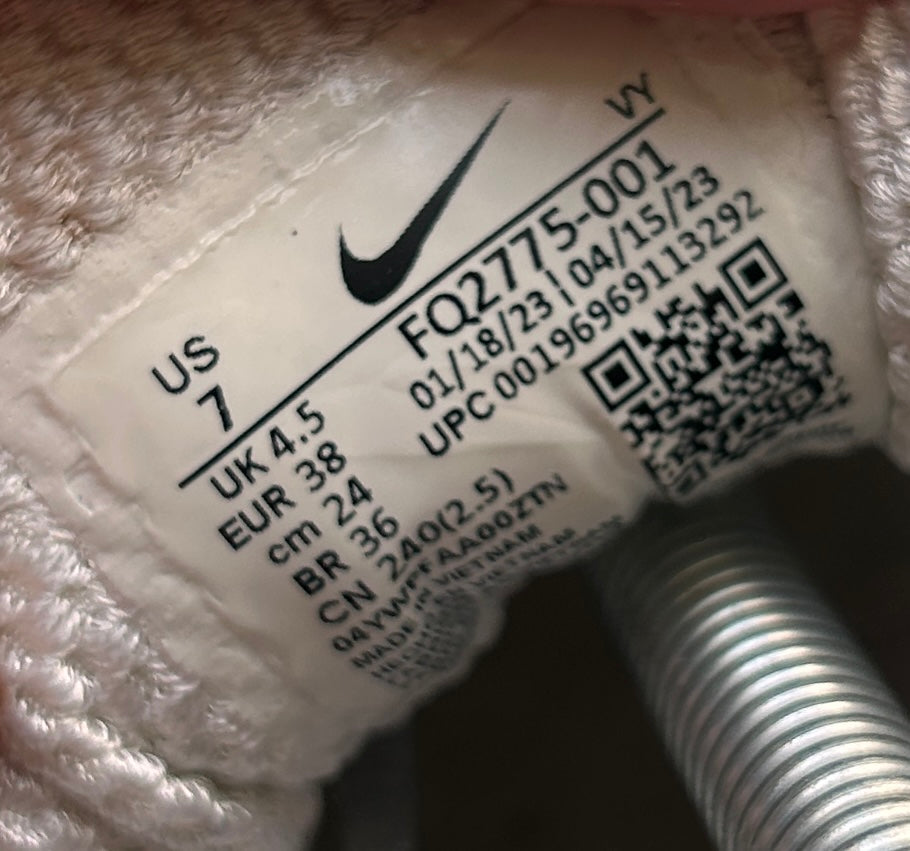 VY
US
7
FQ2775-001
01/18/23 | 04/15/23
UPC 00196969113292
UK 4.5
EUR 38
cm 24
BR 36
CN 240(2.5)
MADE IN VIETNAM
VIETNAM